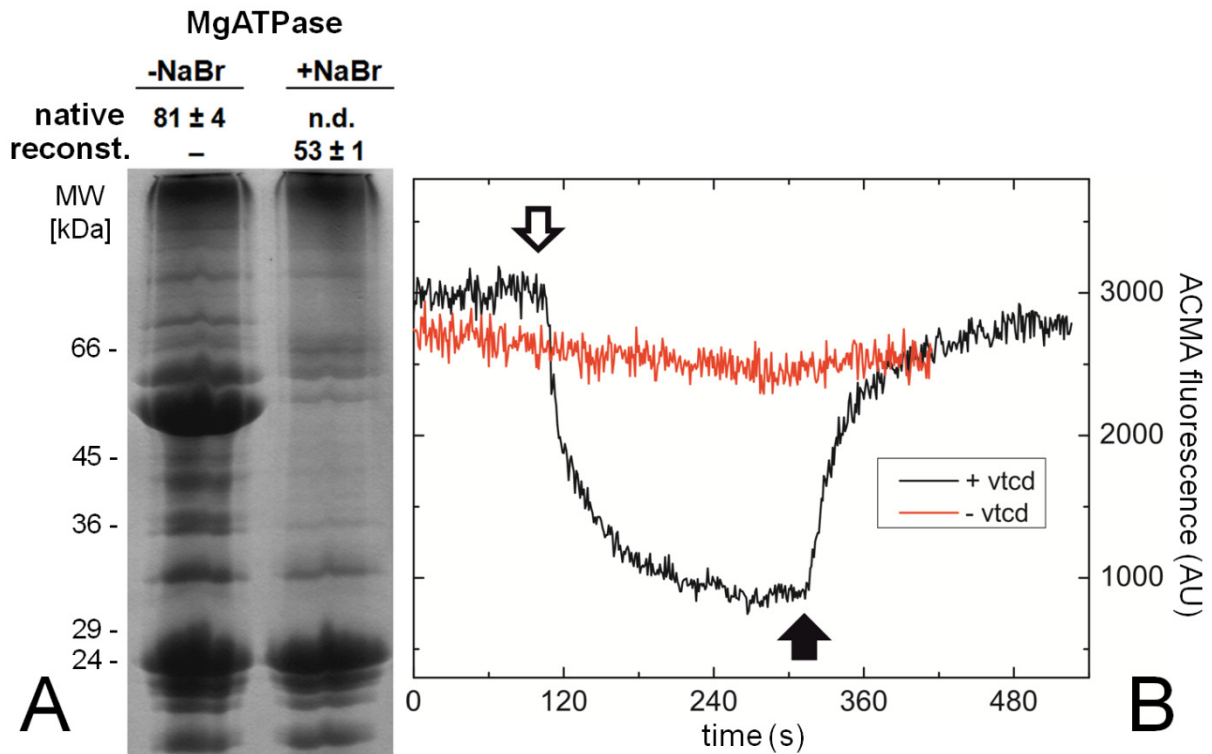 MgATPase
-NaBr +NaBr
native 81 ± 4 n.d.
reconst. – 53 ± 1
MW
[kDa]
66 -
45 -
36 -
29 -
24 -
A
3000
2000
1000
ACMA fluorescence (AU)
+ vtcd
- vtcd
0 120 240 360 480
time (s)
B